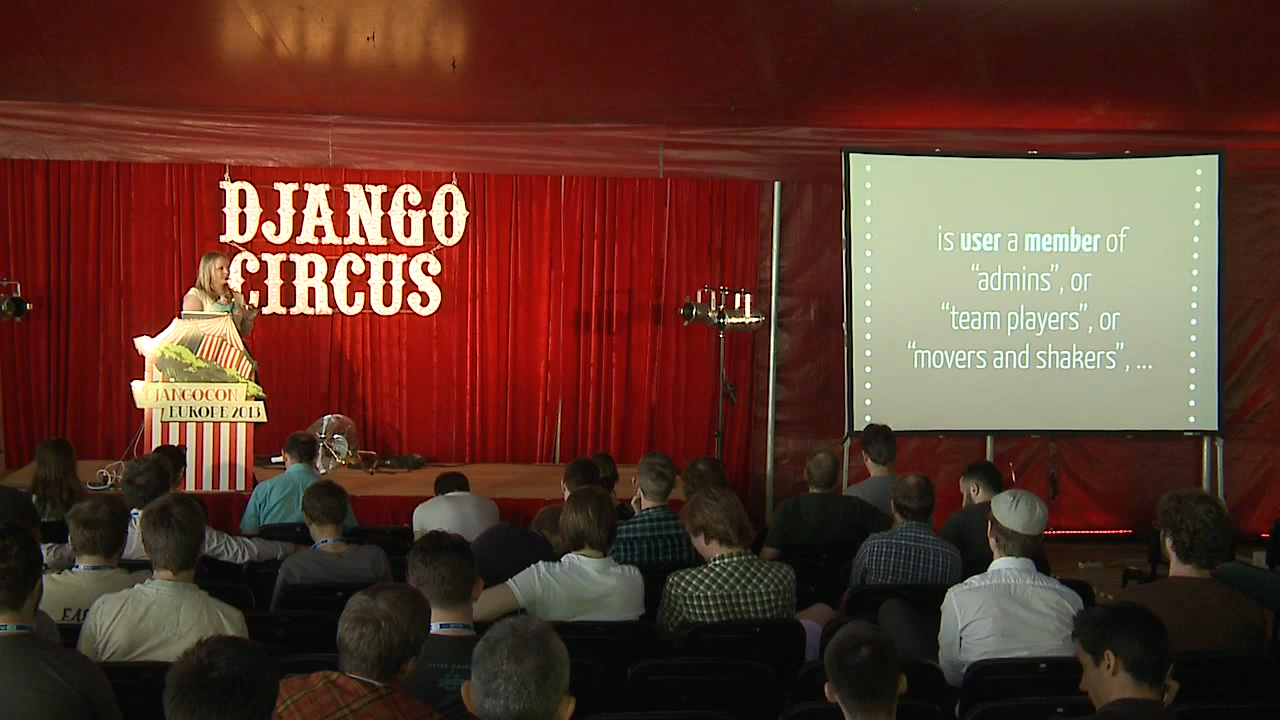 DJANGO
CIRCUS
DJANGOCON
EUROPE 2013
is user a member of
“admins”, or
“team players”, or
“movers and shakers”, ...